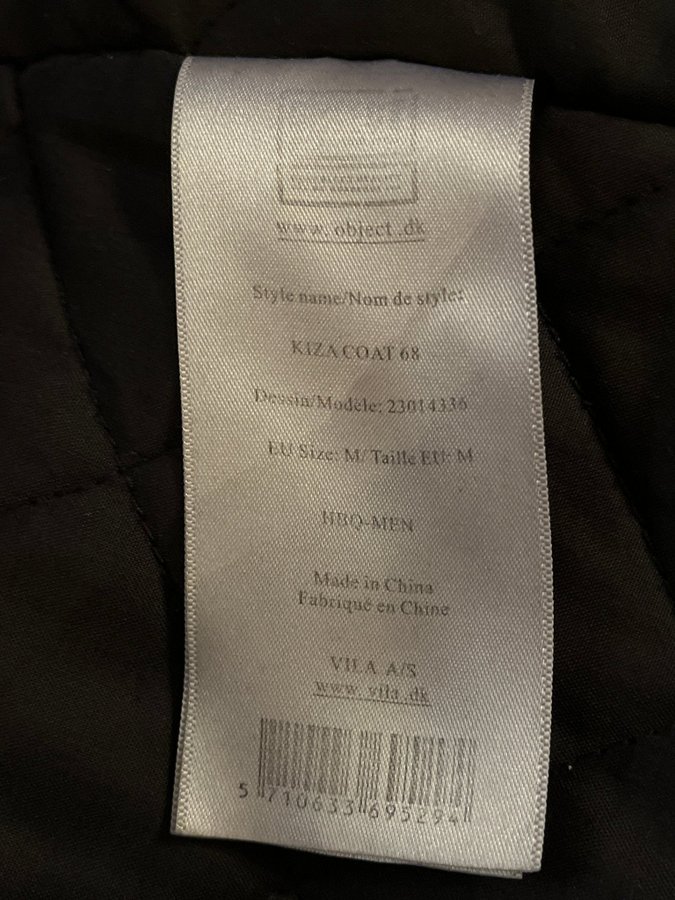 www.object.dk
Style name/Nom de style:
KIZA COAT 68
Dessin/Modèle: 23014336
EU Size: M/ Taille EU: M
HBO-MEN
Made in China
Fabriqué en Chine
VILA A/S
www.vila.dk
5 710633 695294